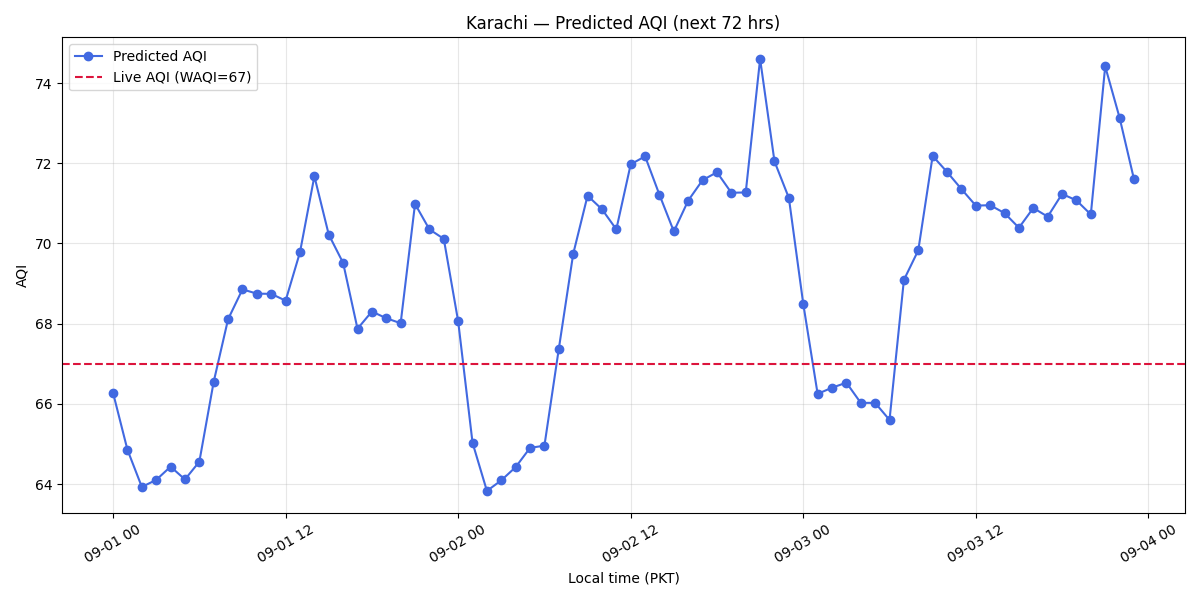 Karachi — Predicted AQI (next 72 hrs)
Predicted AQI
Live AQI (WAQI=67)
AQI
74
72
70
68
66
64
09-01 00
09-01 12
09-02 00
09-02 12
09-03 00
09-03 12
09-04 00
Local time (PKT)